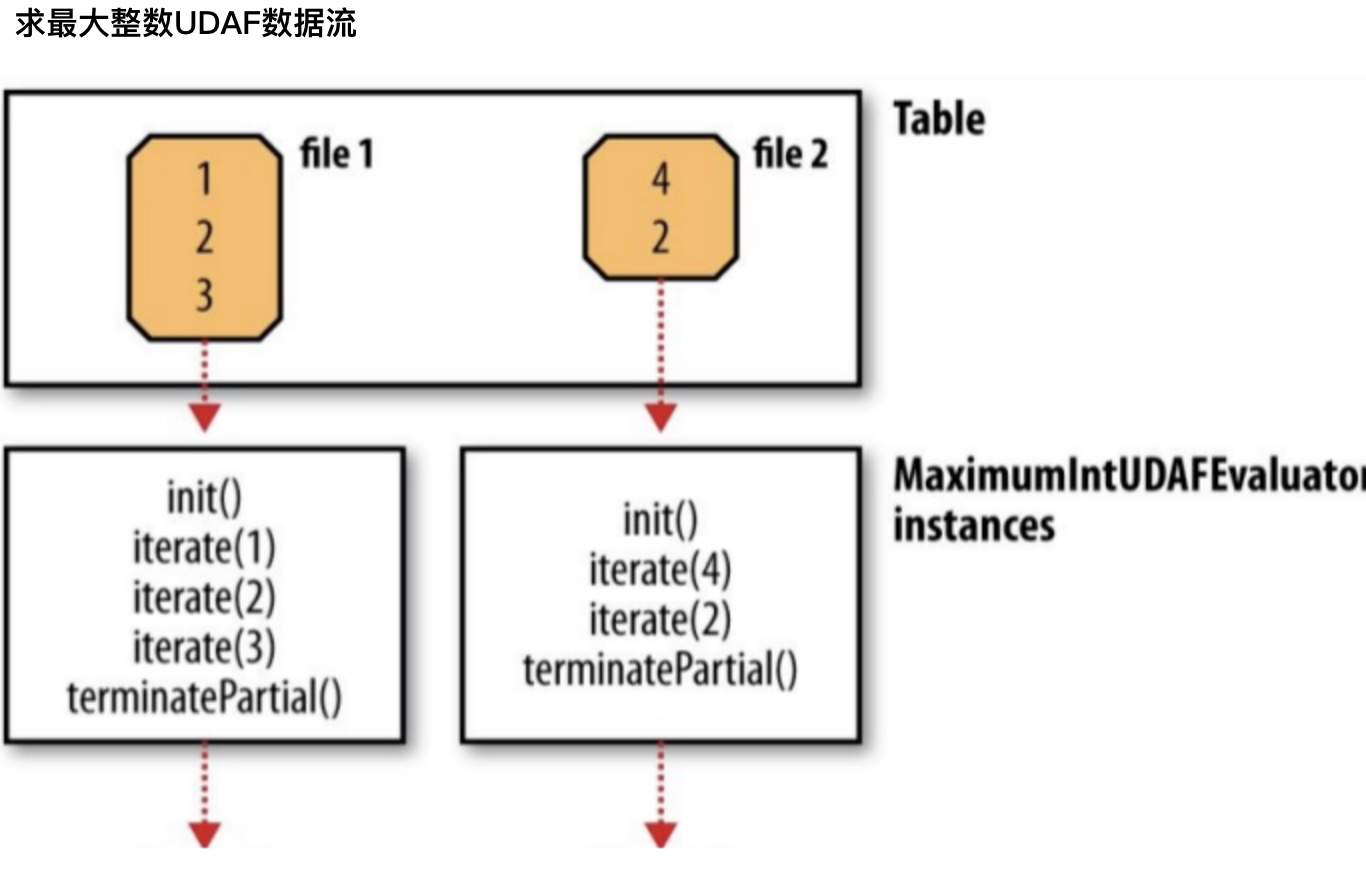 求最大整数UDAF数据流
Table
file 1
1
2
3
file 2
4
2
MaximumIntUDAFEvaluator
instances
init()
iterate(1)
iterate(2)
iterate(3)
terminatePartial()
init()
iterate(4)
iterate(2)
terminatePartial()